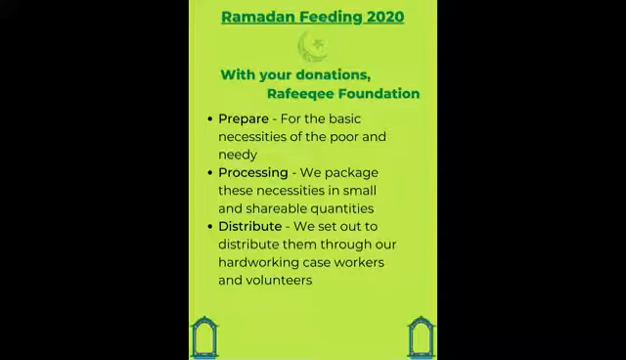 Ramadan Feeding 2020
With your donations,
Rafeeqee Foundation
• Prepare - For the basic
necessities of the poor and
needy
• Processing - We package
these necessities in small
and shareable quantities
• Distribute - We set out to
distribute them through our
hardworking case workers
and volunteers